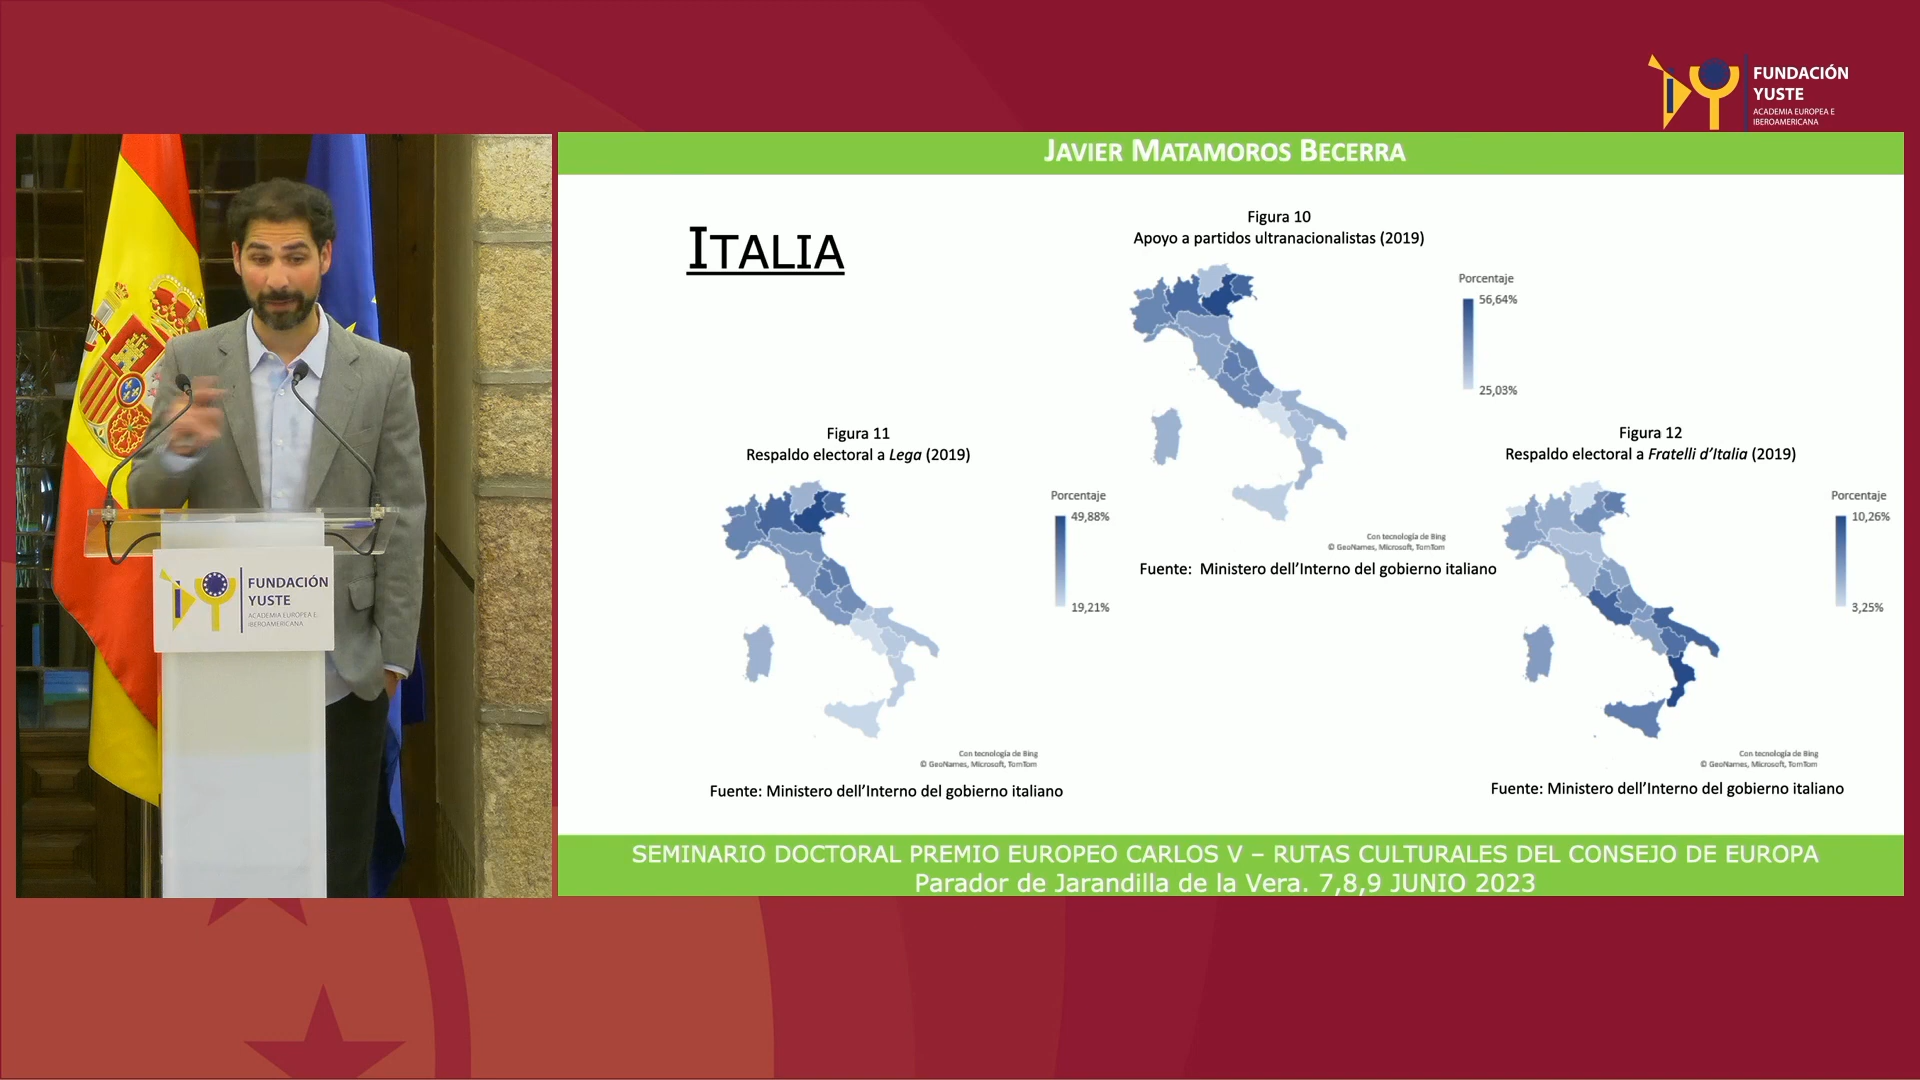 FUNDACIÓN
YUSTE
ACADEMIA EUROPEA E
IBEROAMERICANA
JAVIER MATAMOROS BECERRA
ITALIA
Figura 10
Apoyo a partidos ultranacionalistas (2019)
Porcentaje
56,64%
25,03%
Con tecnología de Bing
© GeoNames, Microsoft, TomTom
Fuente: Ministero dell’Interno del gobierno italiano
Figura 11
Respaldo electoral a Lega (2019)
Porcentaje
49,88%
19,21%
Con tecnología de Bing
© GeoNames, Microsoft, TomTom
Fuente: Ministero dell’Interno del gobierno italiano
Figura 12
Respaldo electoral a Fratelli d’Italia (2019)
Porcentaje
10,26%
3,25%
Con tecnología de Bing
© GeoNames, Microsoft, TomTom
Fuente: Ministero dell’Interno del gobierno italiano
FUNDACIÓN
YUSTE
ACADEMIA EUROPEA E
IBEROAMERICANA
SEMINARIO DOCTORAL PREMIO EUROPEO CARLOS V – RUTAS CULTURALES DEL CONSEJO DE EUROPA
Parador de Jarandilla de la Vera. 7,8,9 JUNIO 2023